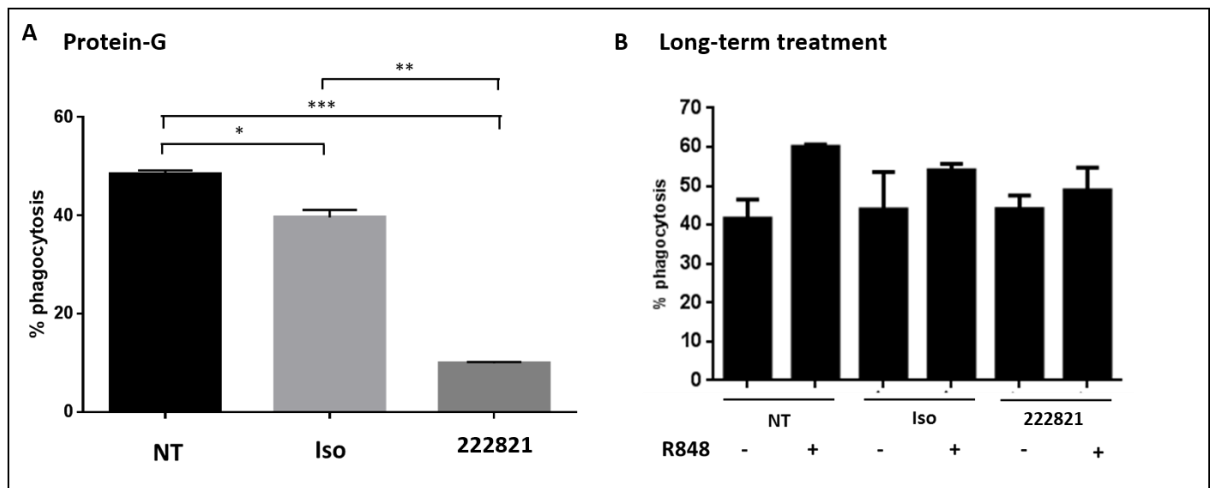 A Protein-G
**
***
*
60
40
20
0
% phagocytosis
NT Iso 222821
B Long-term treatment
70
60
50
40
30
20
10
0
% phagocytosis
NT Iso 222821
R848 - + - + - +